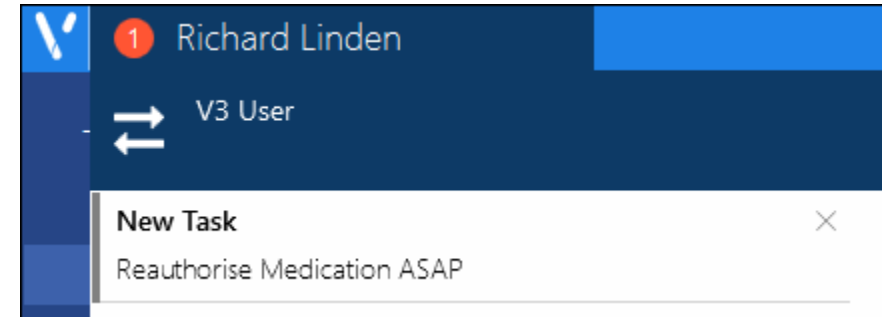 1 Richard Linden
V3 User
New Task
Reauthorise Medication ASAP